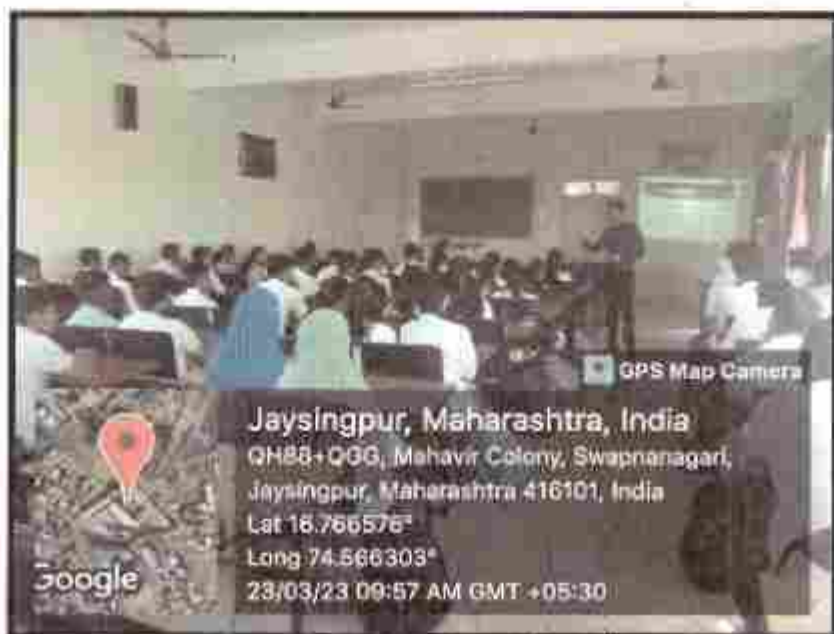 GPS Map Camera
Jaysingpur, Maharashtra, India
QH88+QGG, Mahavir Colony, Swapnanagari,
Jaysingpur, Maharashtra 416101, India
Lat 16.766576°
Long 74.566303°
23/03/23 09:57 AM GMT +05:30
Google